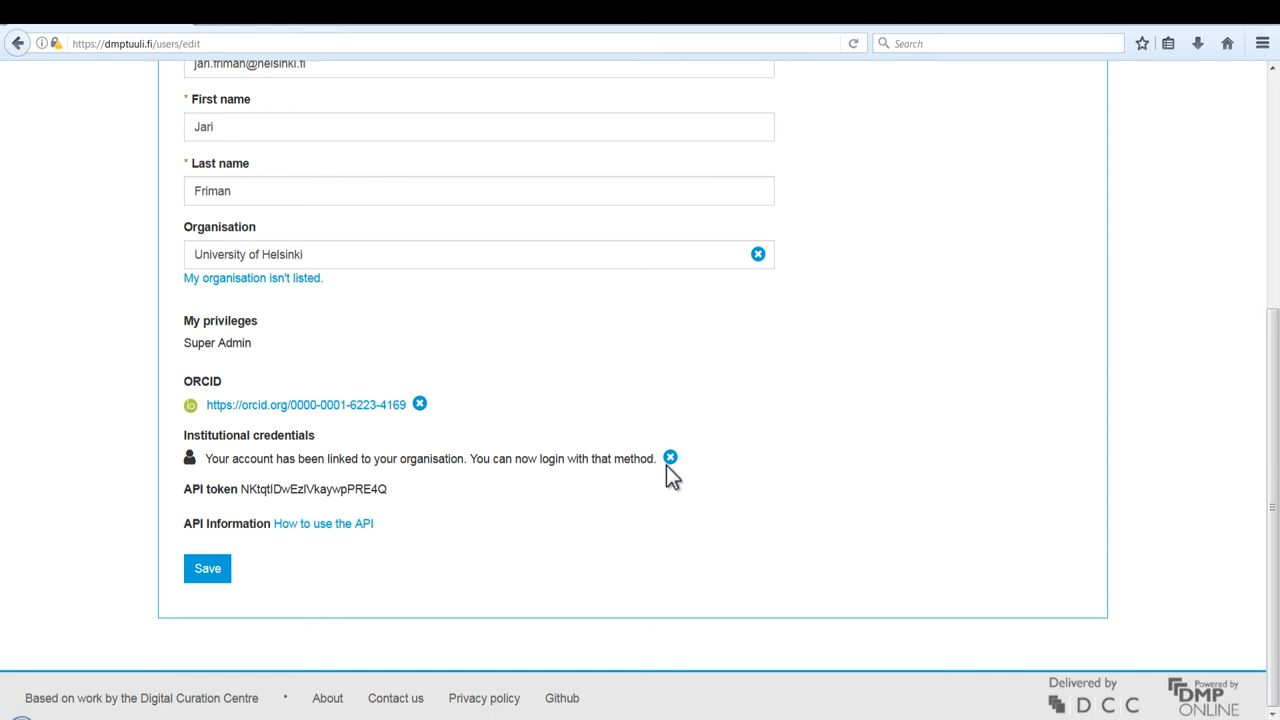 https://dmptuuli.fi/users/edit
Search
jari.friman@helsinki.fi
* First name
Jari
* Last name
Friman
Organisation
University of Helsinki
My organisation isn't listed.
My privileges
Super Admin
ORCID
iD https://orcid.org/0000-0001-6223-4169
Institutional credentials
Your account has been linked to your organisation. You can now login with that method.
API token NKtqtIDwEzlVkaywpPRE4Q
API Information How to use the API
Save
Based on work by the Digital Curation Centre • About Contact us Privacy policy Github
Delivered by
DCC
Powered by
DMP
ONLINE